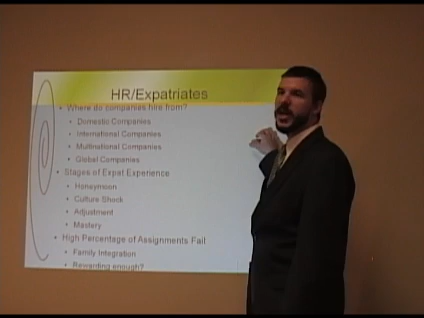 HR/Expatriates
• Where do companies hire from?
• Domestic Companies
• International Companies
• Multinational Companies
• Global Companies
• Stages of Expat Experience
• Honeymoon
• Culture Shock
• Adjustment
• Mastery
• High Percentage of Assignments Fail
• Family Integration
• Rewarding enough?